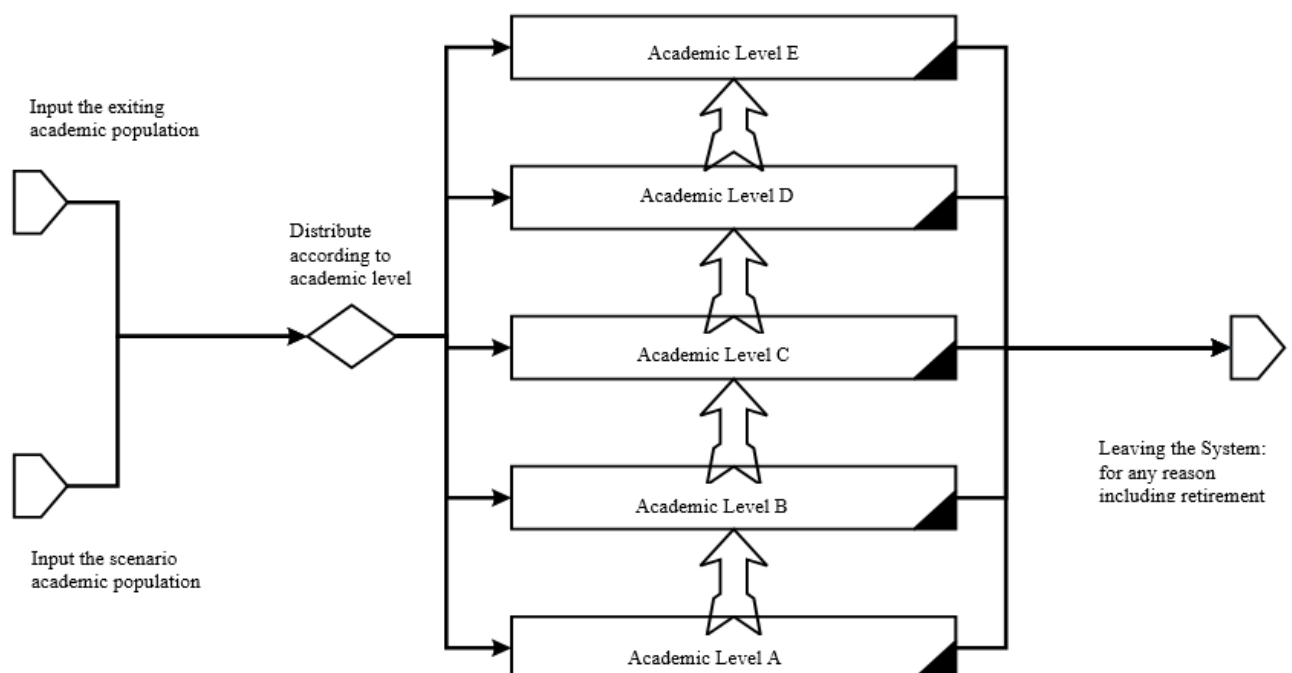 Academic Level E
Input the exiting
academic population
Academic Level D
Distribute
according to
academic level
Academic Level C
Leaving the System:
for any reason
including retirement
Academic Level B
Input the scenario
academic population
Academic Level A